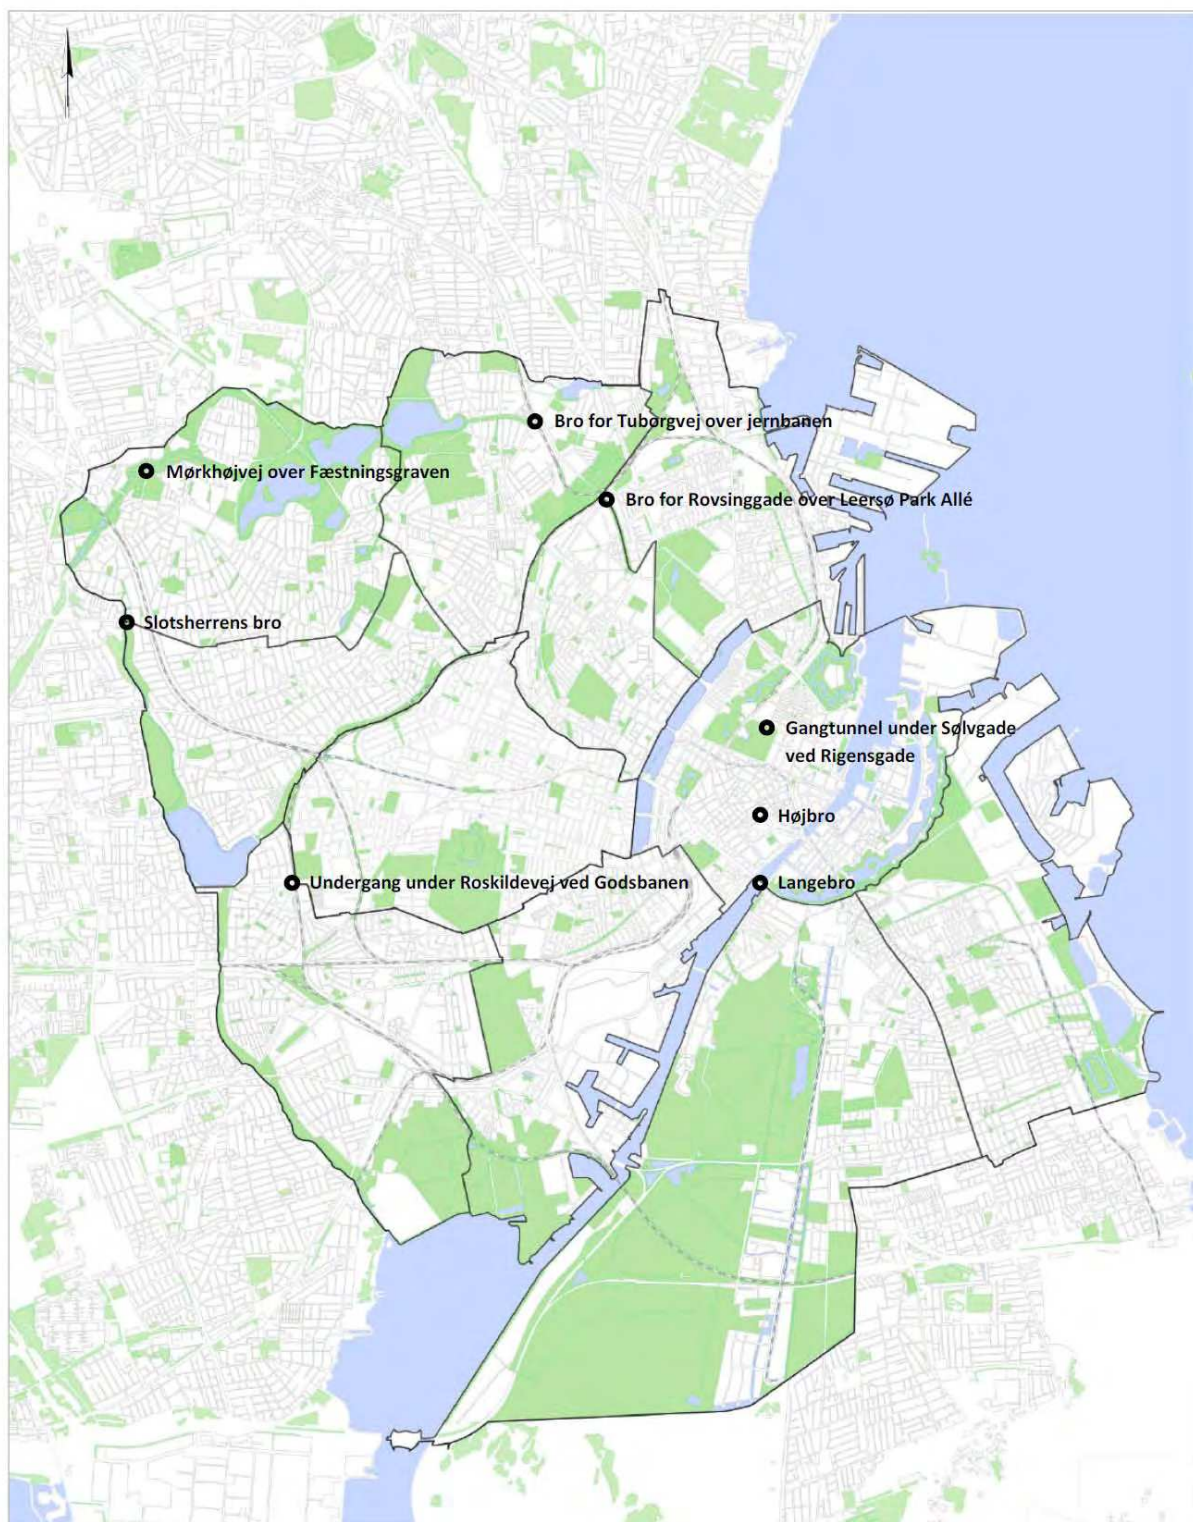 Bro for Tuborgvej over jernbanen
Mørkhøjvej over Fæstningsgraven
Bro for Rovsinggade over Leersø Park Allé
Slotsherrens bro
Gangtunnel under Sølvgade
ved Rigensgade
Højbro
Undergang under Roskildevej ved Godsbanen
Langebro